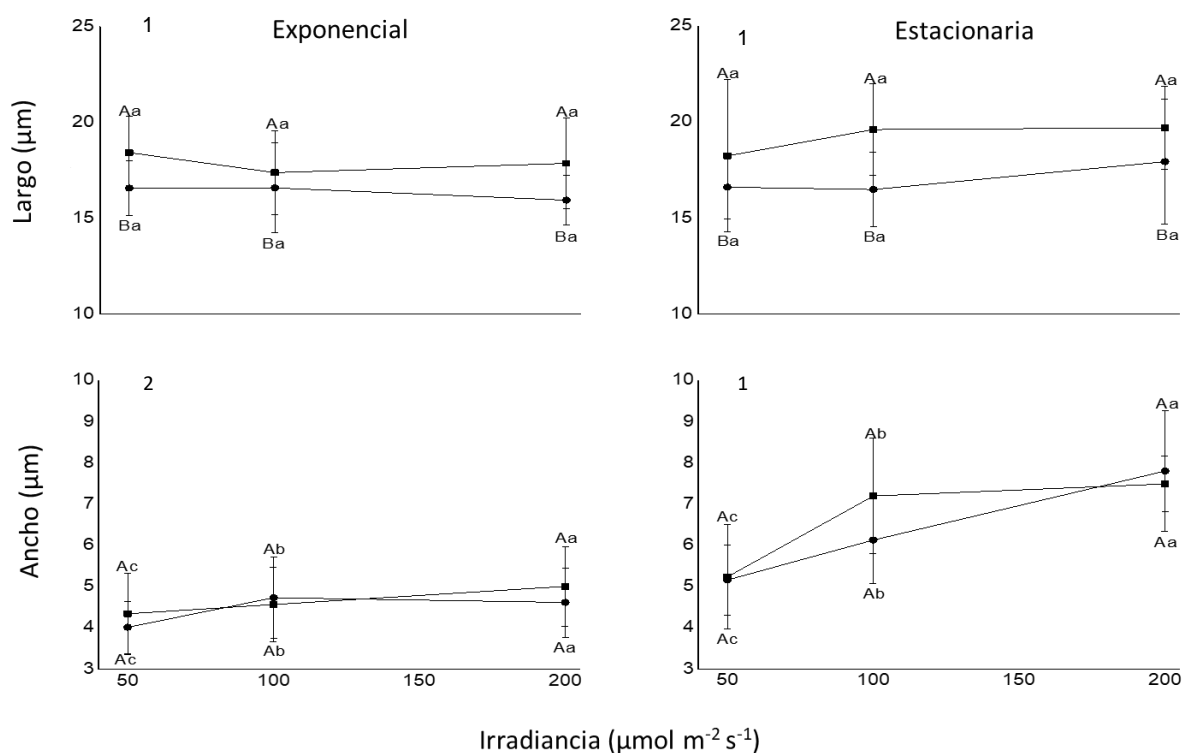 1 Exponencial
1 Estacionaria
Largo (µm)
25
20
15
10
Aa Aa Aa
Ba Ba Ba
25
20
15
10
Aa Aa Aa
Ba Ba Ba
2
Ancho (µm)
10
9
8
7
6
5
4
3
Ac Ab Aa
Ac Ab Aa
50 100 150 200
1
10
9
8
7
6
5
4
3
Ac Ab Aa
Ac Ab Aa
50 100 150 200
Irradiancia (µmol m⁻² s⁻¹)